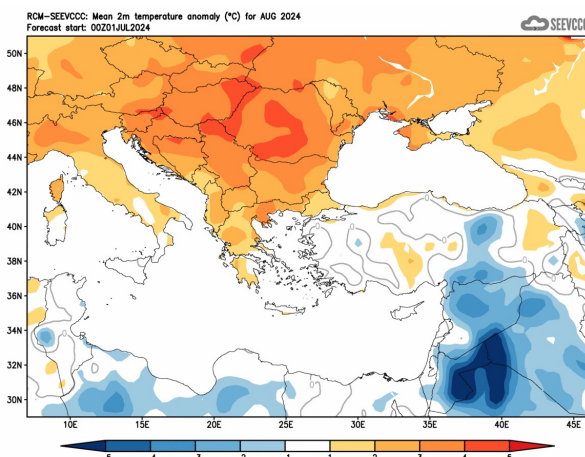 RCM-SEEVCCC: Mean 2m temperature anomaly (°C) for AUG 2024
Forecast start: 00Z01JUL2024
SEEVCCC
50N
48N
46N
44N
42N
40N
38N
36N
34N
32N
30N
10E 15E 20E 25E 30E 35E 40E 45E